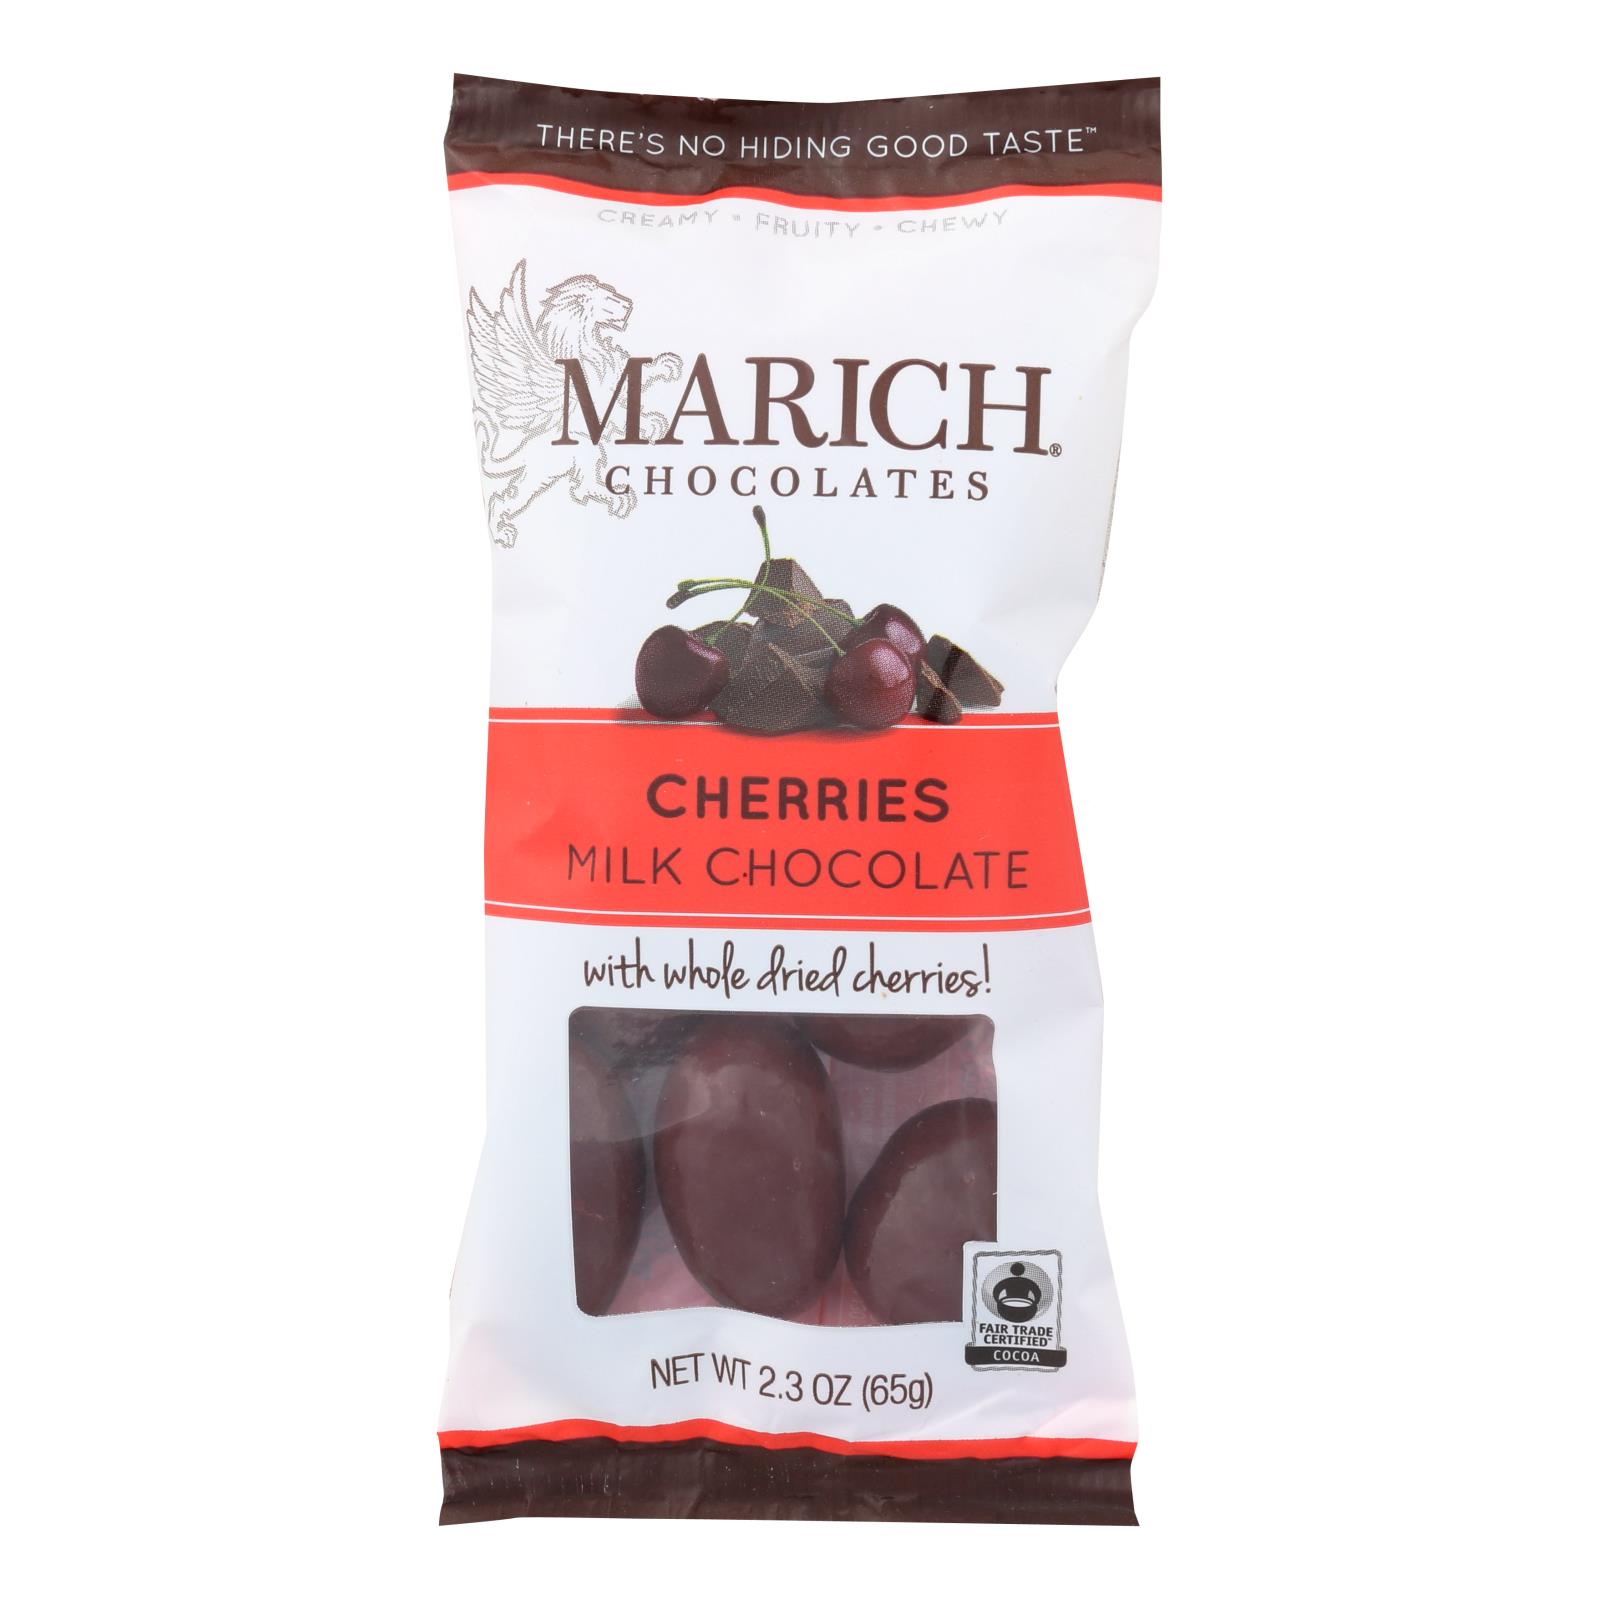 THERE'S NO HIDING GOOD TASTE™
CREAMY • FRUITY • CHEWY
MARICH®
CHOCOLATES
CHERRIES
MILK CHOCOLATE
with whole dried cherries!
FAIR TRADE
CERTIFIED™
COCOA
NET WT 2.3 OZ (65g)